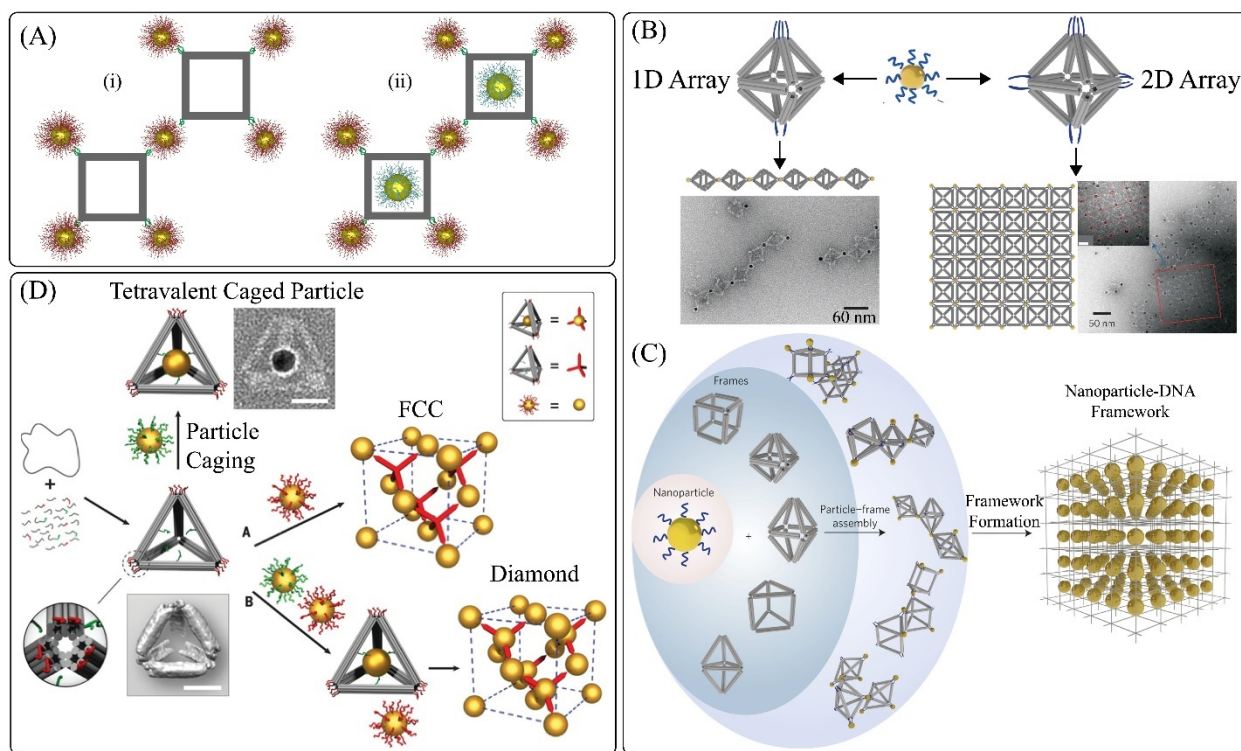 (A)
(i)
(ii)
(B)
1D Array
2D Array
60 nm
50 nm
(D)
Tetravalent Caged Particle
=
=
=
Particle
Caging
+
A
FCC
B
Diamond
(C)
Frames
Nanoparticle
+
Particle–frame
assembly
Framework
Formation
Nanoparticle-DNA
Framework